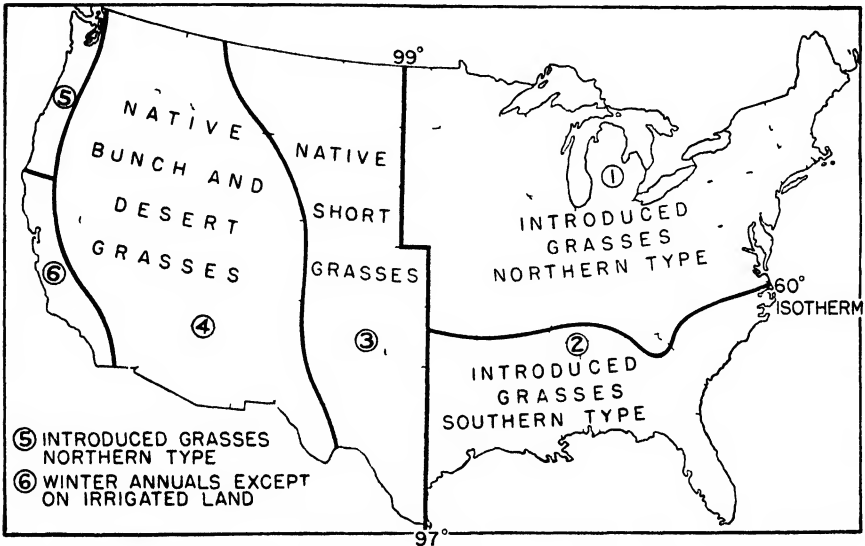 99°
⑤
NATIVE
BUNCH AND
DESERT
GRASSES
④
NATIVE
SHORT
GRASSES
③
①
INTRODUCED
GRASSES
NORTHERN TYPE
60°
ISOTHERM
②
INTRODUCED
GRASSES
SOUTHERN TYPE
⑥
⑤ INTRODUCED GRASSES
NORTHERN TYPE
⑥ WINTER ANNUALS EXCEPT
ON IRRIGATED LAND
97°